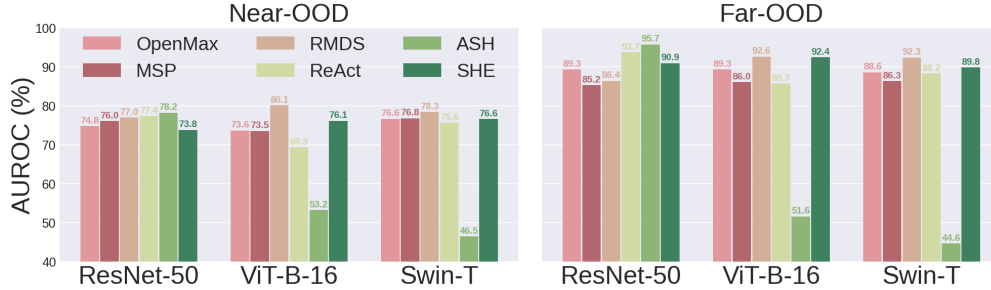 Near-OOD
Far-OOD
AUROC (%)
100
90
80
70
60
50
40
OpenMax
MSP
RMDS
ReAct
ASH
SHE
74.8
76.0
77.0
77.4
78.2
73.8
73.6
73.5
80.1
69.3
53.2
76.1
76.6
76.8
78.3
75.6
46.5
76.6
89.3
85.2
86.4
93.7
95.7
90.9
89.3
86.0
92.6
85.7
51.6
92.4
88.6
86.3
92.3
88.2
44.6
89.8
ResNet-50
ViT-B-16
Swin-T
ResNet-50
ViT-B-16
Swin-T